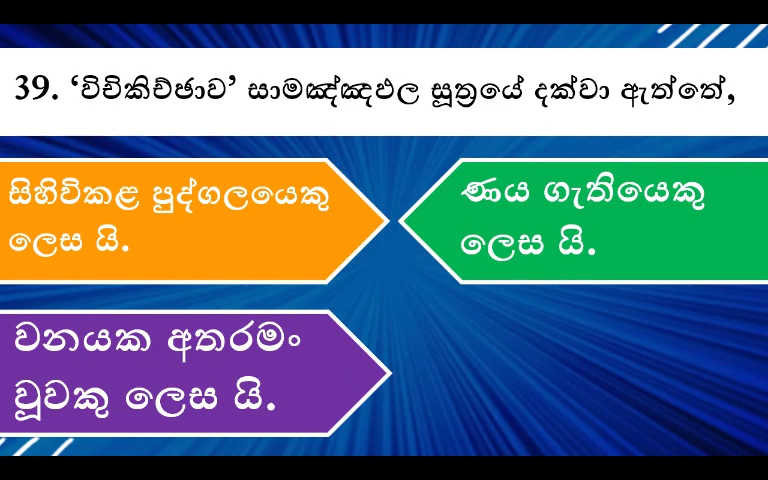 39. ‘විචිකිච්ඡාව’ සාමඤ්ඤඵල සූත්‍රයේ දක්වා ඇත්තේ,
සිහිවිකළ පුද්ගලයෙකු
ලෙස යි.
ණය ගැතියෙකු
ලෙස යි.
වනයක අතරමං
වූවකු ලෙස යි.